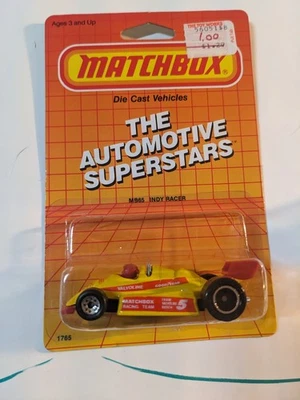 Ages 3 and Up
1.00
MATCHBOX
Die Cast Vehicles
THE
AUTOMOTIVE
SUPERSTARS
MB65 INDY RACER
VALVOLINE
MATCHBOX
RACING TEAM
5
1765